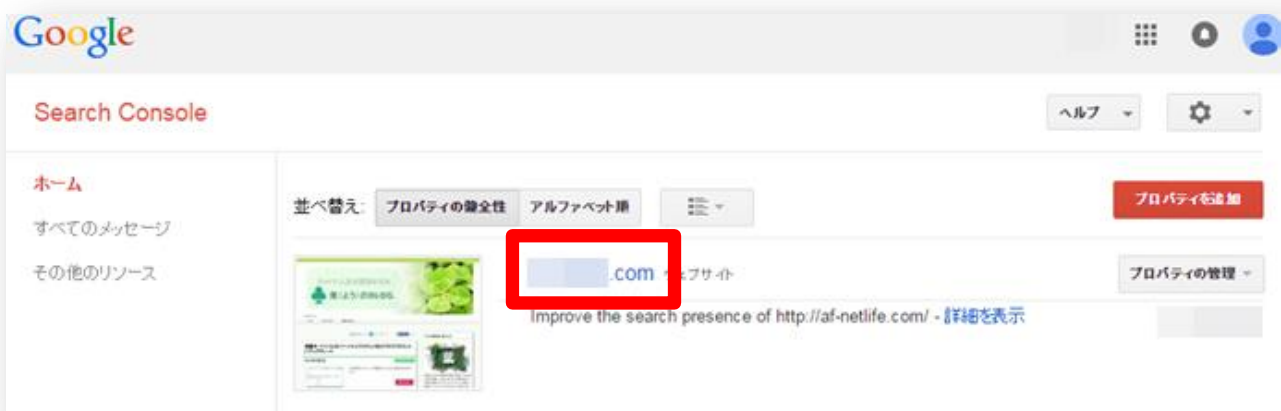 Google
Search Console
ヘルプ
ホーム
すべてのメッセージ
その他のリソース
並べ替え: プロパティの健全性 アルファベット順
プロパティを追加
.com ウェブサイト
プロパティの管理
Improve the search presence of http://af-netlife.com/ - 詳細を表示